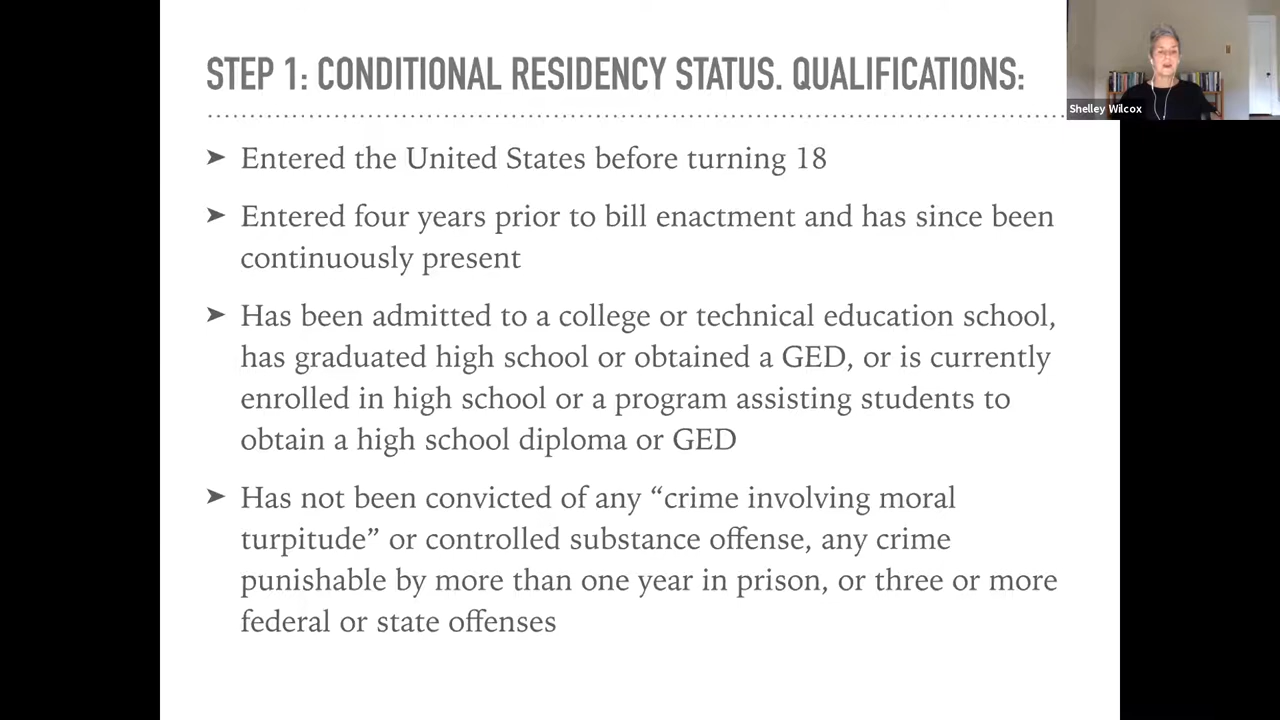 STEP 1: CONDITIONAL RESIDENCY STATUS. QUALIFICATIONS:
Shelley Wilcox
➤ Entered the United States before turning 18
➤ Entered four years prior to bill enactment and has since been
continuously present
➤ Has been admitted to a college or technical education school,
has graduated high school or obtained a GED, or is currently
enrolled in high school or a program assisting students to
obtain a high school diploma or GED
➤ Has not been convicted of any “crime involving moral
turpitude” or controlled substance offense, any crime
punishable by more than one year in prison, or three or more
federal or state offenses